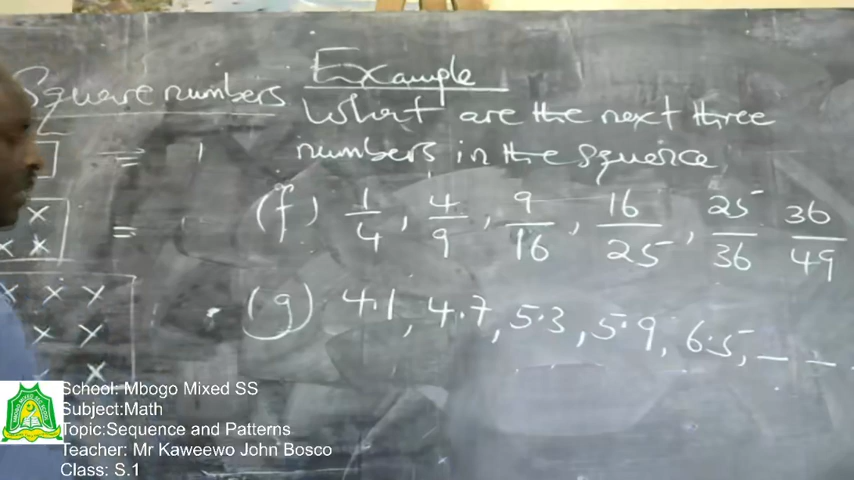 Square numbers
= 1
x
=
x x
x x y
x y
x
Example
What are the next three
numbers in the squence
(f) 1/4, 4/9, 9/16, 16/25, 25/36 36/49
(g) 4.1, 4.7, 5.3, 5.9, 6.5, _ _
School: Mbogo Mixed SS
Subject:Math
Topic:Sequence and Patterns
Teacher: Mr Kaweewo John Bosco
Class: S.1